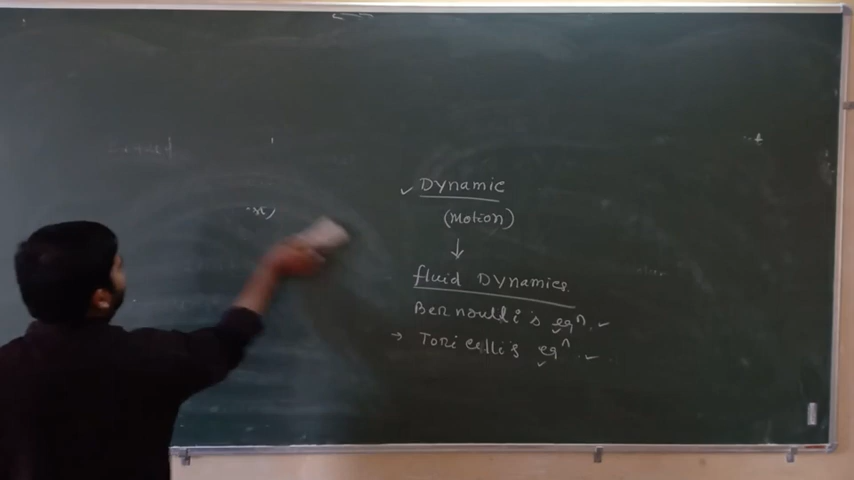 ✓ Dynamic
(Motion)
↓
fluid Dynamics.
Bernoulli's eqⁿ. ✓
→ Toricelli's eqⁿ. ✓